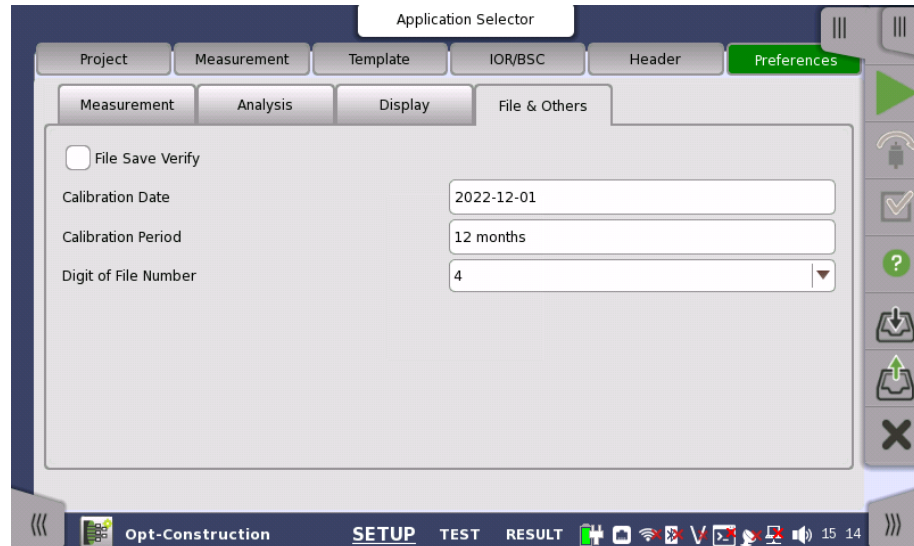 Application Selector
Project Measurement Template IOR/BSC Header Preferences
Measurement Analysis Display File & Others
File Save Verify
Calibration Date 2022-12-01
Calibration Period 12 months
Digit of File Number 4
Opt-Construction SETUP TEST RESULT 15 14